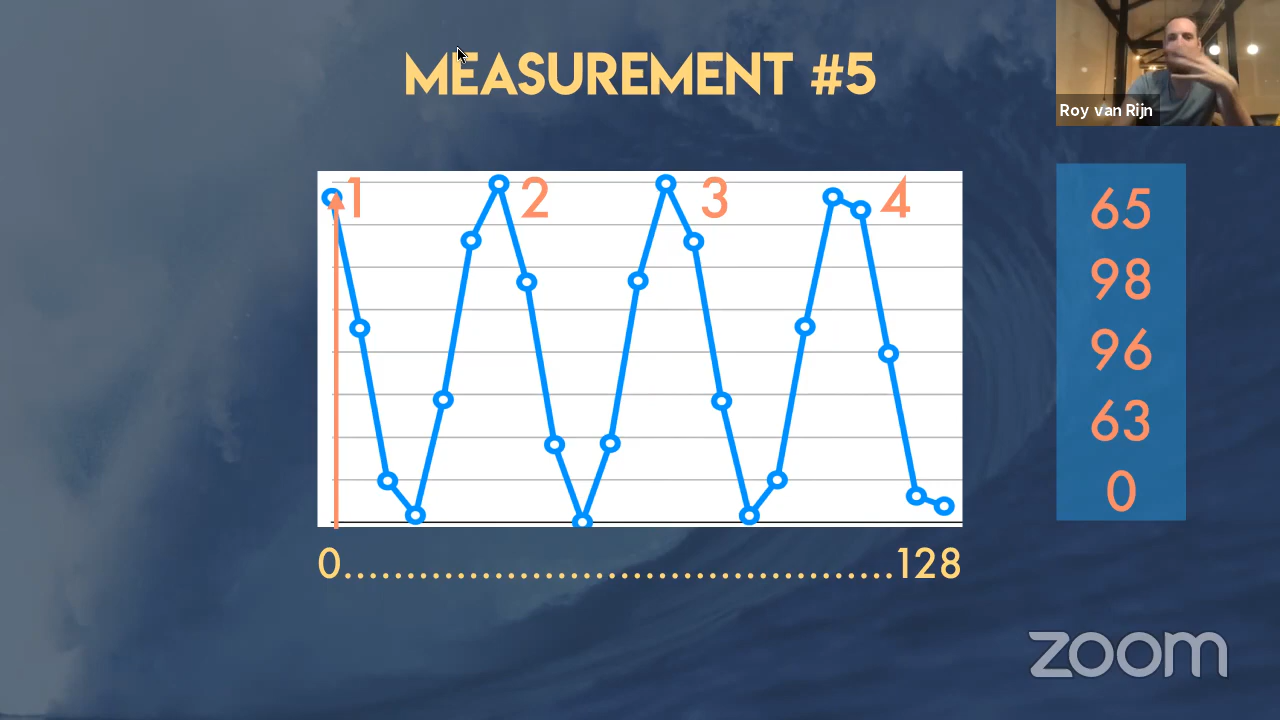 MEASUREMENT #5
Roy van Rijn
1 2 3 4
65
98
96
63
0
0............................................128
zoom